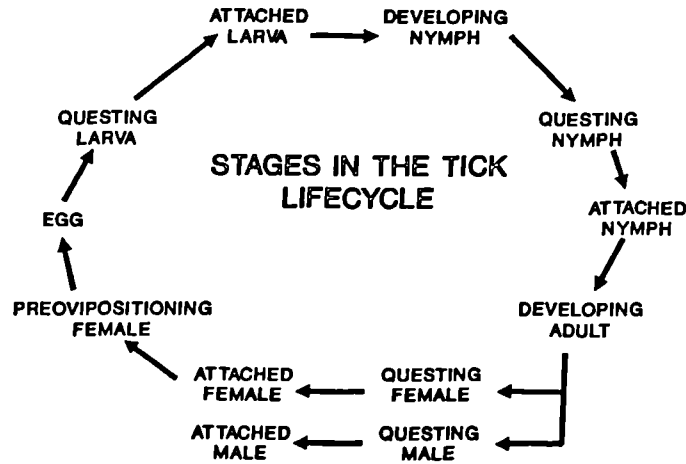 ATTACHED
LARVA
DEVELOPING
NYMPH
QUESTING
LARVA
QUESTING
NYMPH
STAGES IN THE TICK
LIFECYCLE
EGG
ATTACHED
NYMPH
PREOVIPOSITIONING
FEMALE
DEVELOPING
ADULT
ATTACHED
FEMALE
QUESTING
FEMALE
ATTACHED
MALE
QUESTING
MALE